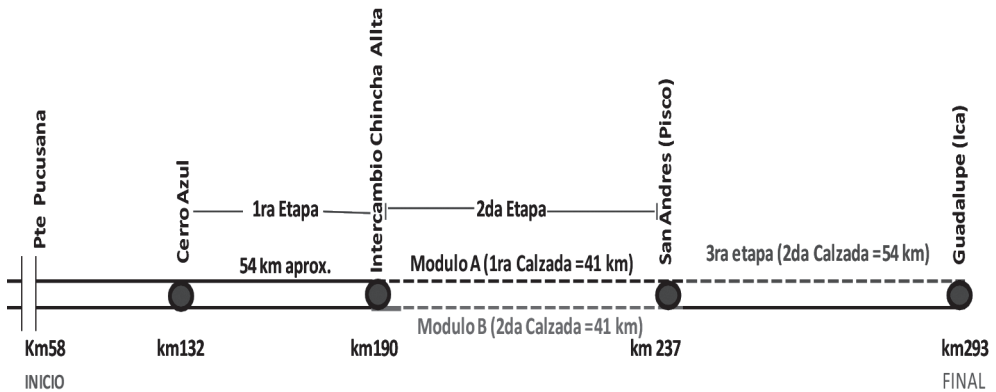 Pte Pucusana
Cerro Azul
Intercambio Chincha Allta
San Andres (Pisco)
Guadalupe (Ica)
1ra Etapa
2da Etapa
54 km aprox.
Modulo A (1ra Calzada =41 km)
3ra etapa (2da Calzada =54 km)
Modulo B (2da Calzada =41 km)
Km58
km132
km190
km 237
km293
INICIO
FINAL